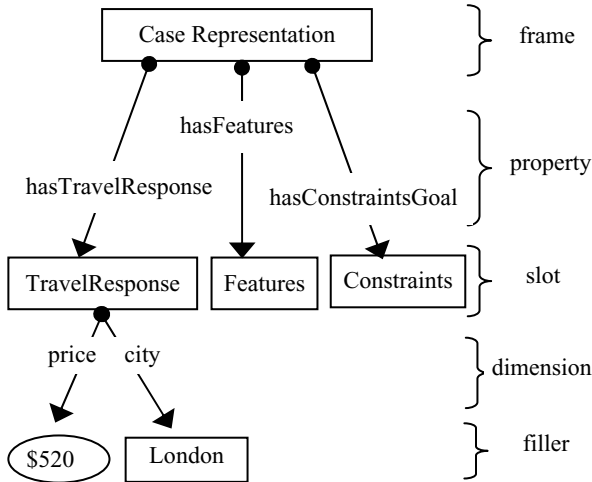 Case Representation
frame
hasFeatures
property
hasTravelResponse
hasConstraintsGoal
TravelResponse
Features
Constraints
slot
price
city
dimension
$520
London
filler